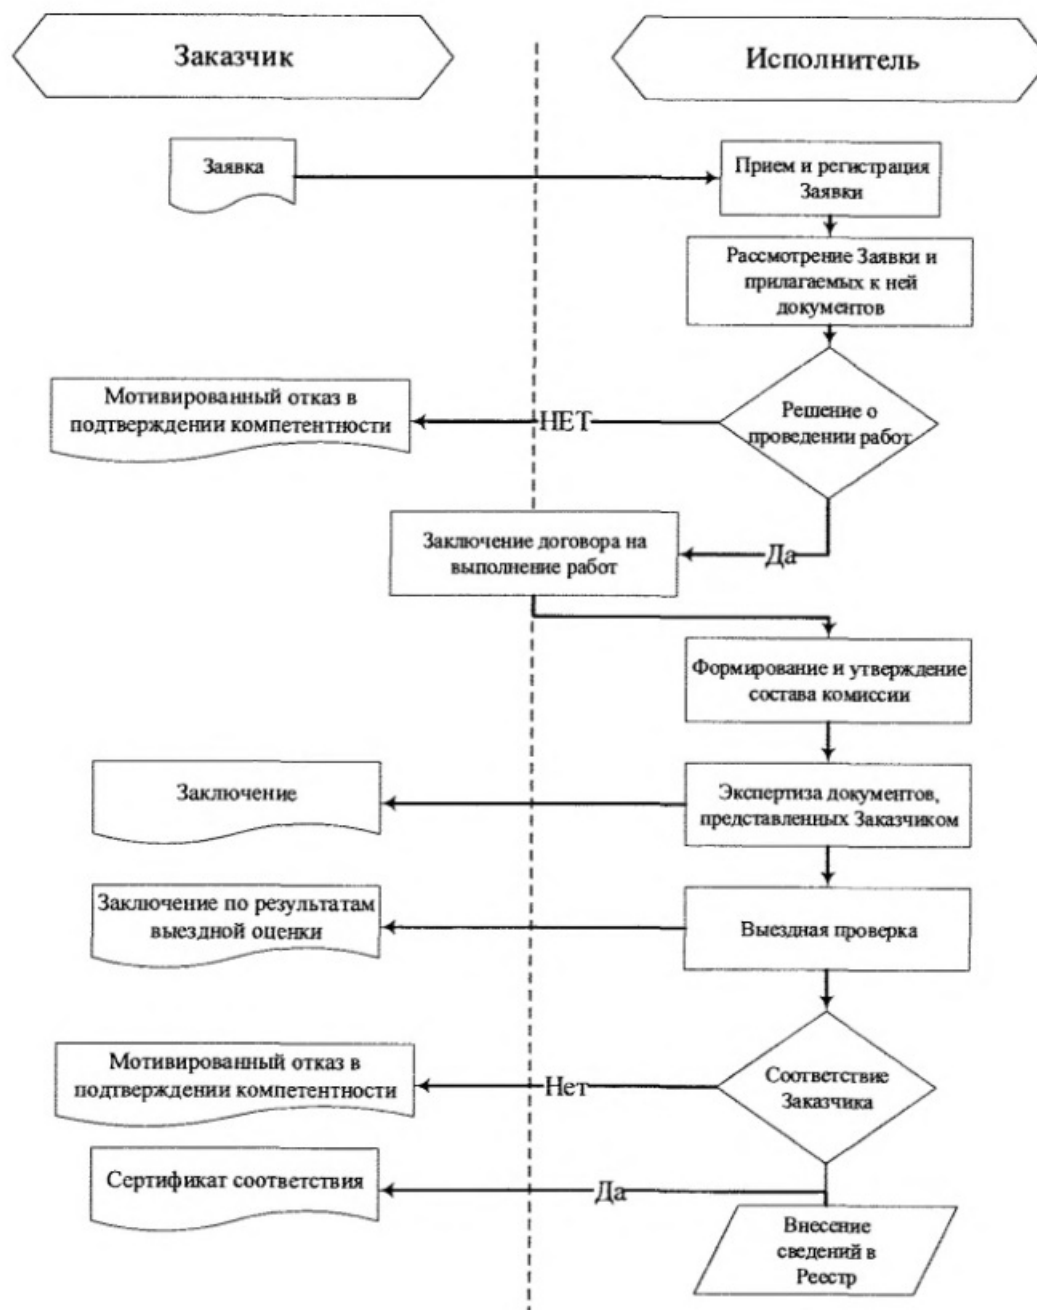 Заказчик
Исполнитель
Заявка
Прием и регистрация
Заявки
Рассмотрение Заявки и
прилагаемых к ней
документов
Решение о
проведении работ
НЕТ
Мотивированный отказ в
подтверждении компетентности
Да
Заключение договора на
выполнение работ
Формирование и утверждение
состава комиссии
Экспертиза документов,
представленных Заказчиком
Заключение
Выездная проверка
Заключение по результатам
выездной оценки
Соответствие
Заказчика
Нет
Мотивированный отказ в
подтверждении компетентности
Да
Сертификат соответствия
Внесение
сведений в
Реестр